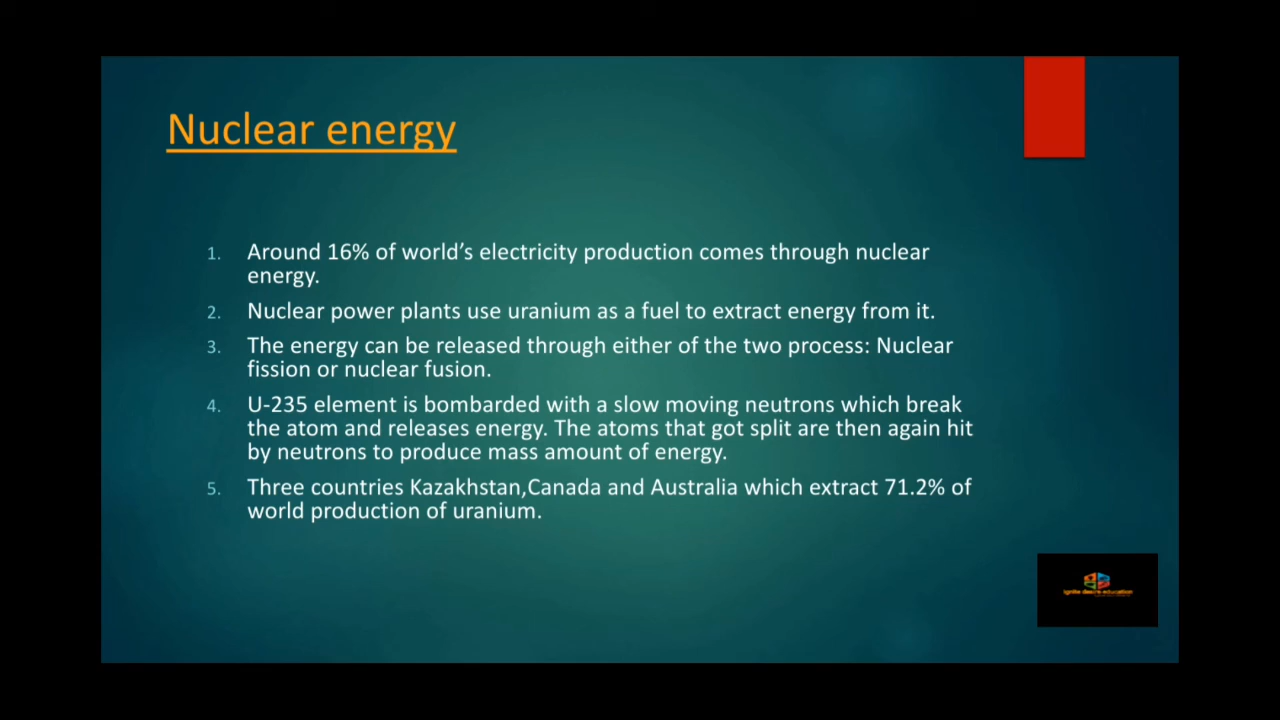 Nuclear energy
1. Around 16% of world’s electricity production comes through nuclear
energy.
2. Nuclear power plants use uranium as a fuel to extract energy from it.
3. The energy can be released through either of the two process: Nuclear
fission or nuclear fusion.
4. U-235 element is bombarded with a slow moving neutrons which break
the atom and releases energy. The atoms that got split are then again hit
by neutrons to produce mass amount of energy.
5. Three countries Kazakhstan,Canada and Australia which extract 71.2% of
world production of uranium.
ignite desire education